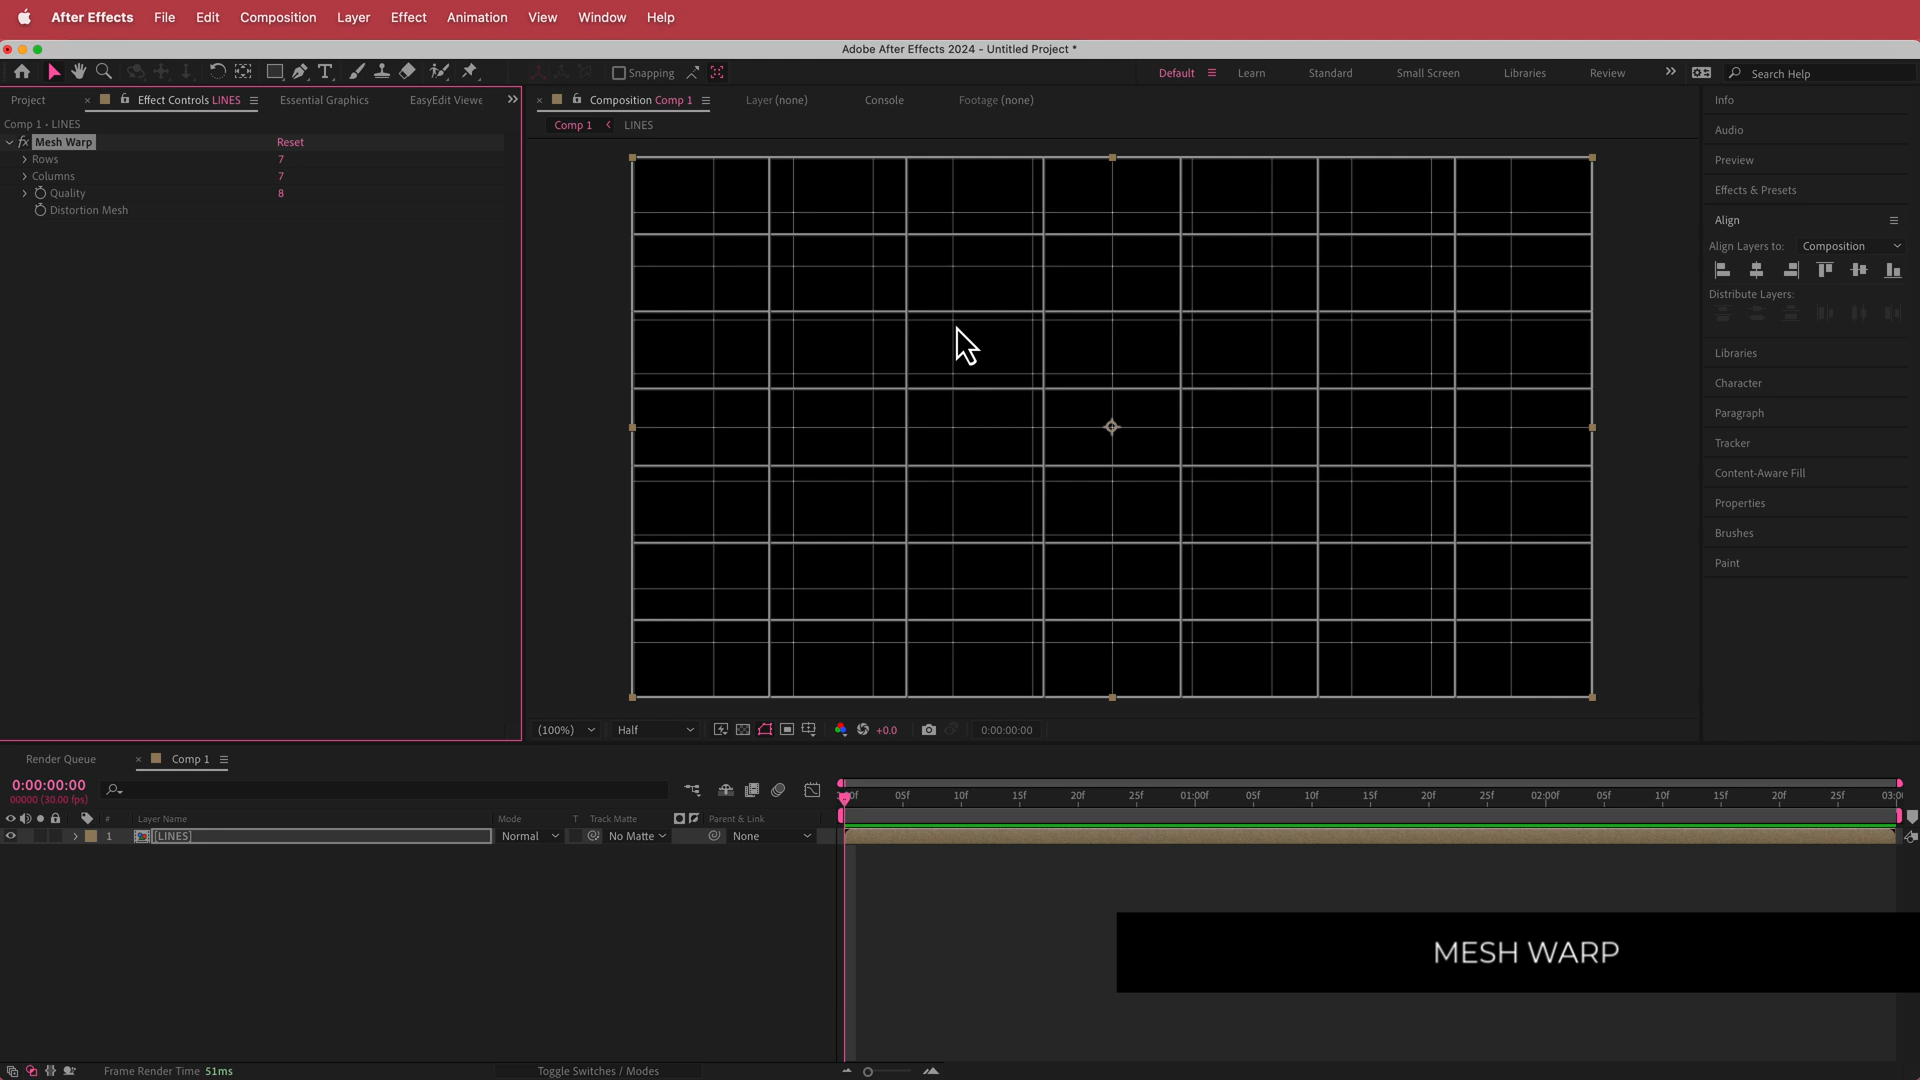 After Effects File Edit Composition Layer Effect Animation View Window Help
Adobe After Effects 2024 - Untitled Project *
Snapping Default Learn Standard Small Screen Libraries Review Search Help
Project Effect Controls LINES Essential Graphics EasyEdit Viewe
Composition Comp 1 Layer (none) Console Footage (none)
Comp 1 • LINES
Comp 1 LINES
Mesh Warp Reset
Rows 7
Columns 7
Quality 8
Distortion Mesh
Info
Audio
Preview
Effects & Presets
Align
Align Layers to: Composition
Distribute Layers:
Libraries
Character
Paragraph
Tracker
Content-Aware Fill
Properties
Brushes
Paint
(100%) Half +0.0 0:00:00:00
Render Queue Comp 1
0:00:00:00
00000 (30.00 fps)
05f 10f 15f 20f 25f 01:00f 05f 10f 15f 20f 25f 02:00f 05f 10f 15f 20f 25f
# Layer Name Mode T Track Matte Parent & Link
1 [LINES] Normal No Matte None
MESH WARP
Frame Render Time 51ms Toggle Switches / Modes